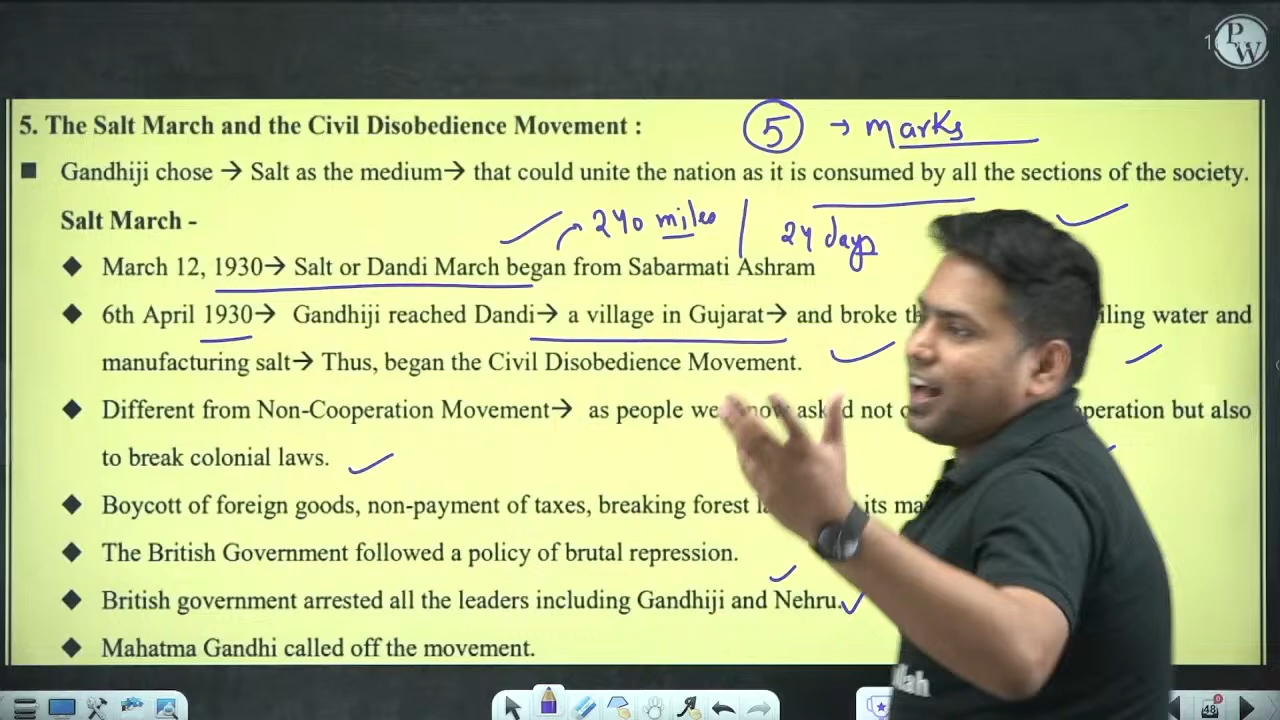 PW
1
5. The Salt March and the Civil Disobedience Movement :
5 → marks
■ Gandhiji chose → Salt as the medium→ that could unite the nation as it is consumed by all the sections of the society.
Salt March -
240 miles | 24 days
◆ March 12, 1930→ Salt or Dandi March began from Sabarmati Ashram
◆ 6th April 1930→ Gandhiji reached Dandi→ a village in Gujarat→ and broke water and
manufacturing salt→ Thus, began the Civil Disobedience Movement.
◆ Different from Non-Cooperation Movement→ as people not but also
to break colonial laws.
◆ Boycott of foreign goods, non-payment of taxes, breaking forest its
◆ The British Government followed a policy of brutal repression.
◆ British government arrested all the leaders including Gandhiji and Nehru.
◆ Mahatma Gandhi called off the movement.
48